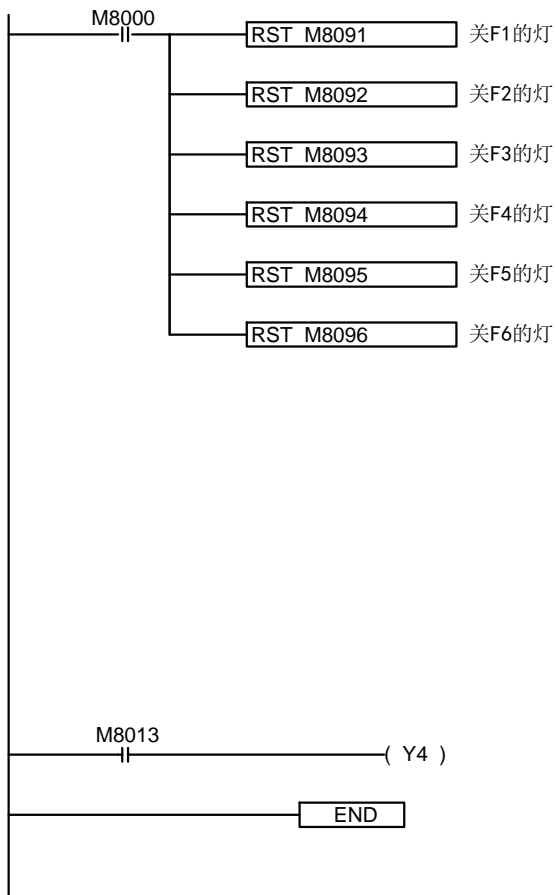 M8000
RST M8091 关F1的灯
RST M8092 关F2的灯
RST M8093 关F3的灯
RST M8094 关F4的灯
RST M8095 关F5的灯
RST M8096 关F6的灯
M8013
( Y4 )
END